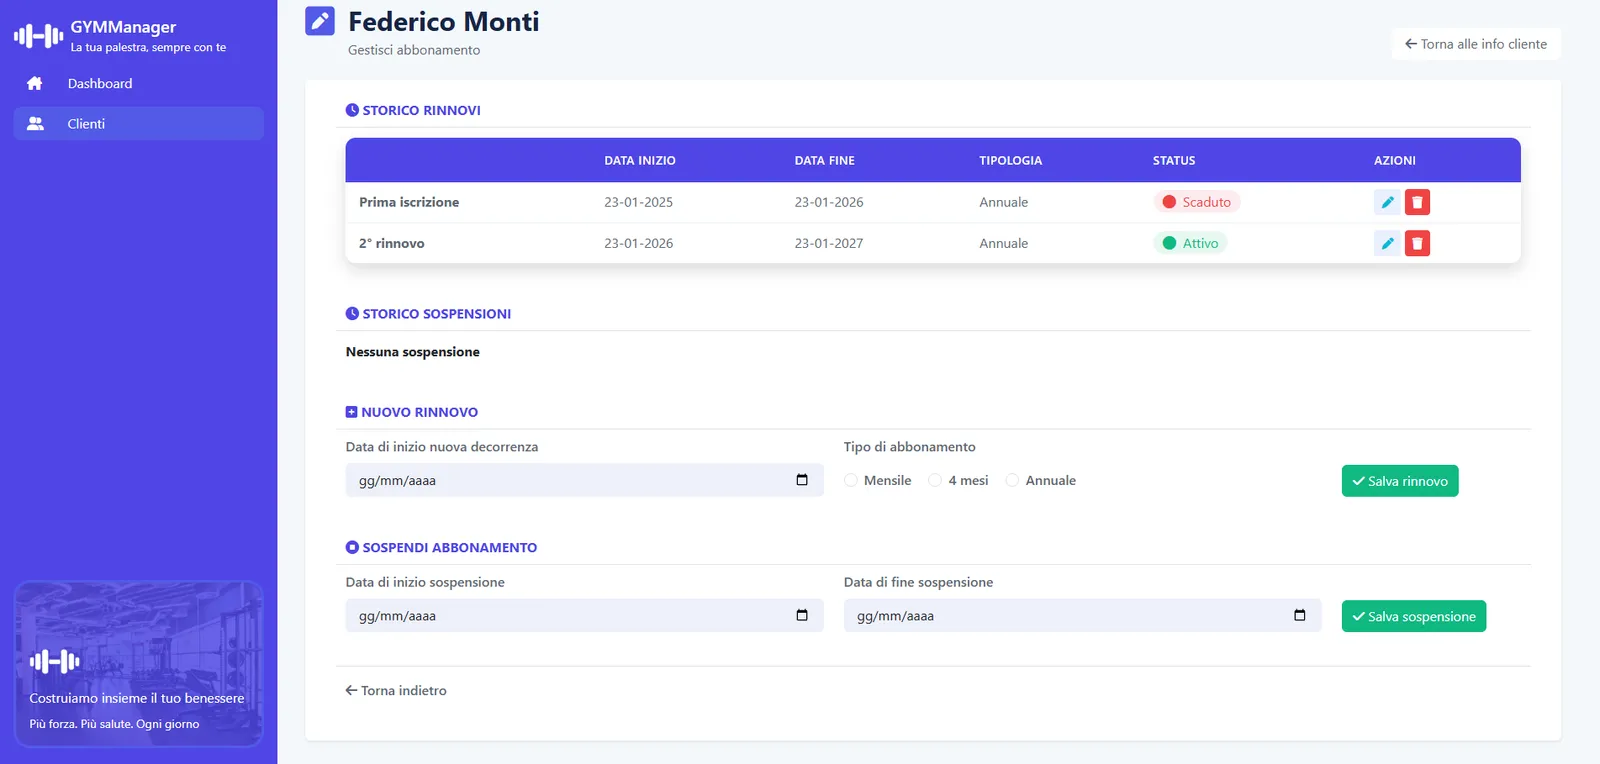 GYMManager
La tua palestra, sempre con te
Dashboard
Clienti
Costruiamo insieme il tuo benessere
Più forza. Più salute. Ogni giorno
Federico Monti
Gestisci abbonamento
Torna alle info cliente
STORICO RINNOVI
DATA INIZIO DATA FINE TIPOLOGIA STATUS AZIONI
Prima iscrizione 23-01-2025 23-01-2026 Annuale Scaduto
2° rinnovo 23-01-2026 23-01-2027 Annuale Attivo
STORICO SOSPENSIONI
Nessuna sospensione
NUOVO RINNOVO
Data di inizio nuova decorrenza Tipo di abbonamento
gg/mm/aaaa Mensile 4 mesi Annuale Salva rinnovo
SOSPENDI ABBONAMENTO
Data di inizio sospensione Data di fine sospensione
gg/mm/aaaa gg/mm/aaaa Salva sospensione
Torna indietro